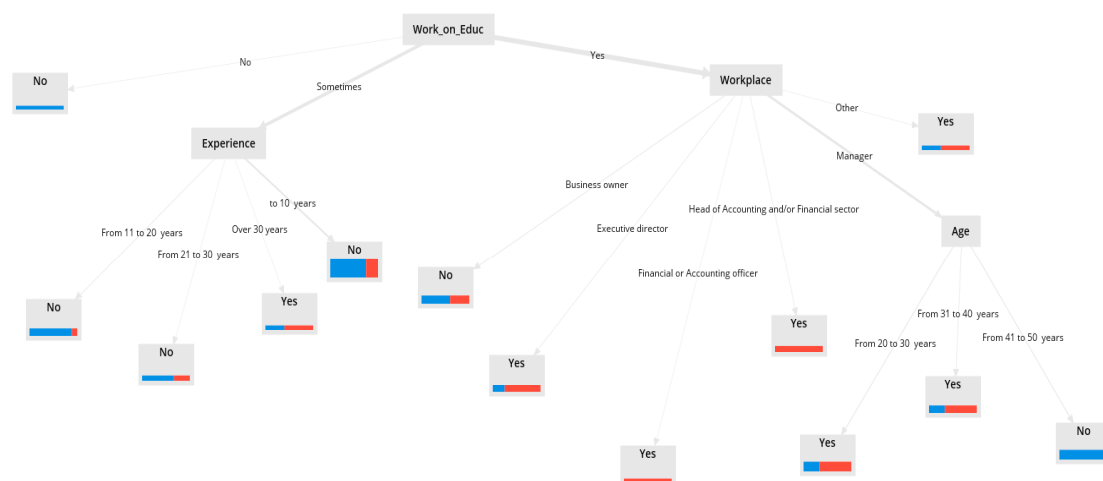 Work_on_Educ
No
Yes
Sometimes
No
Workplace
Other
Yes
Experience
Manager
Business owner
Head of Accounting and/or Financial sector
to 10 years
Executive director
Over 30 years
From 11 to 20 years
Age
From 21 to 30 years
No
Financial or Accounting officer
No
Yes
No
From 31 to 40 years
Yes
From 41 to 50 years
From 20 to 30 years
No
Yes
Yes
No
Yes
Yes